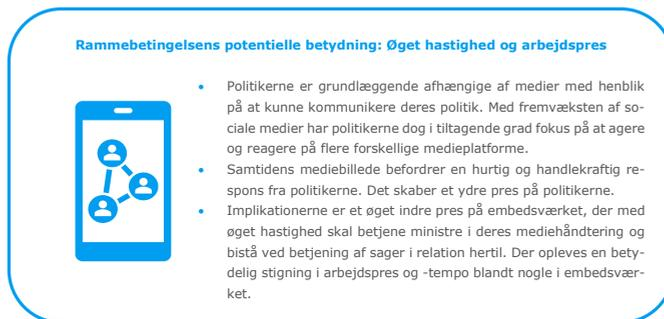 Rammebetingelsens potentielle betydning: Øget hastighed og arbejdspres
• Politikerne er grundlæggende afhængige af medier med henblik
på at kunne kommunikere deres politik. Med fremvæksten af so-
ciale medier har politikerne dog i tiltagende grad fokus på at agere
og reagere på flere forskellige medieplatforme.
• Samtidens mediebillede befordrer en hurtig og handlekraftig re-
spons fra politikerne. Det skaber et ydre pres på politikerne.
• Implikationerne er et øget indre pres på embedsværket, der med
øget hastighed skal betjene ministre i deres mediehåndtering og
bistå ved betjening af sager i relation hertil. Der opleves en bety-
delig stigning i arbejdspres og -tempo blandt nogle i embedsvær-
ket.